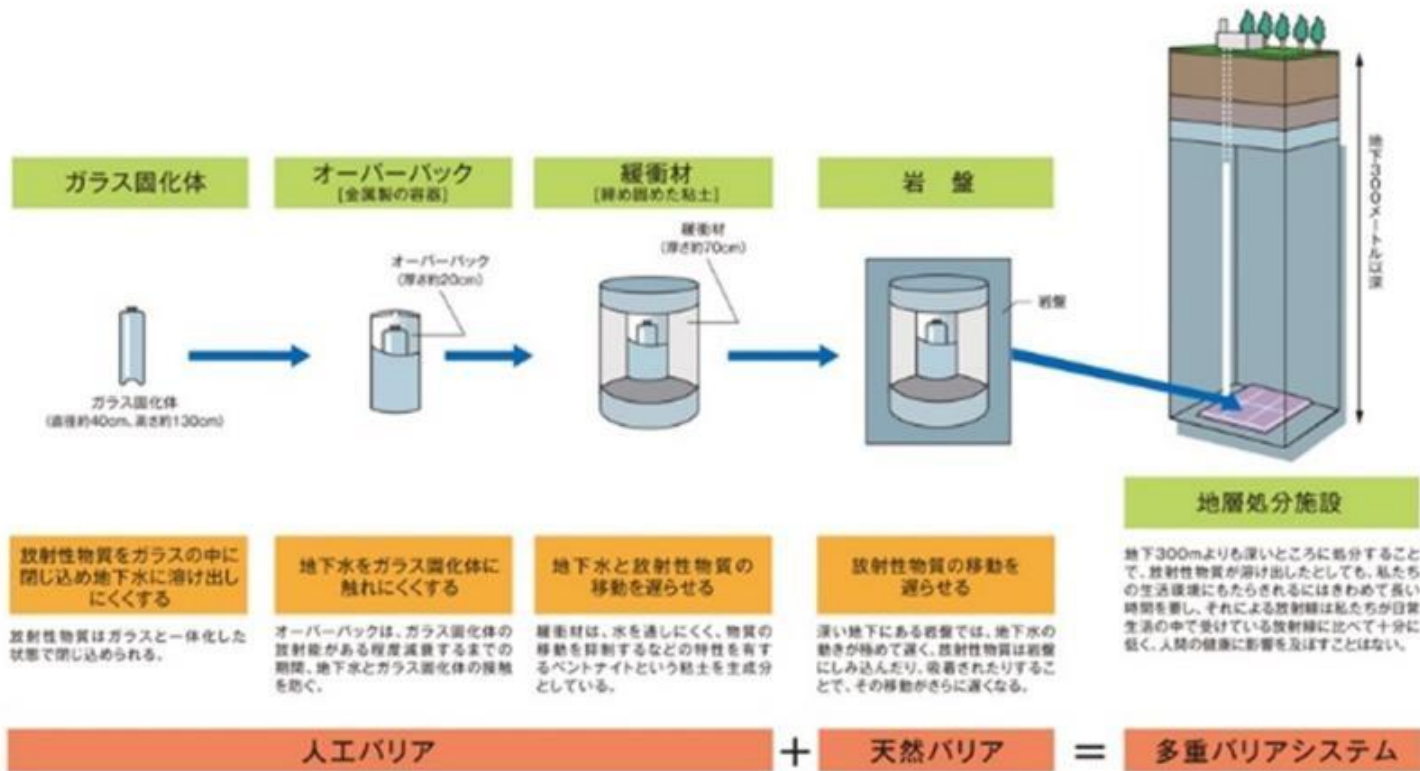 ガラス固化体
オーバーパック
[金属製の容器]
緩衝材
[締め固めた粘土]
岩 盤
緩衝材
(厚さ約70cm)
オーバーパック
(厚さ約20cm)
岩盤
地下300メートル以深
ガラス固化体
(直径約40cm、高さ約130cm)
地層処分施設
放射性物質をガラスの中に
閉じ込め地下水に溶け出し
にくくする
放射性物質はガラスと一体化した
状態で閉じ込められる。
地下水をガラス固化体に
触れにくくする
オーバーパックは、ガラス固化体の
放射能がある程度減衰するまでの
期間、地下水とガラス固化体の接触
を防ぐ。
地下水と放射性物質の
移動を遅らせる
緩衝材は、水を通しにくく、物質の
移動を抑制するなどの特性を有す
るベントナイトという粘土を主成分
としている。
放射性物質の移動を
遅らせる
深い地下にある岩盤では、地下水の
動きが極めて遅く、放射性物質は岩盤
にしみ込んだり、吸着されたりするこ
とで、その移動がさらに遅くなる。
地下300mよりも深いところに処分すること
で、放射性物質が溶け出したとしても、私たち
の生活環境にもたらされるにはきわめて長い
時間を要し、それによる放射線は私たちが日常
生活の中で受けている放射線に比べて十分に
低く、人間の健康に影響を及ぼすことはない。
人工バリア + 天然バリア = 多重バリアシステム